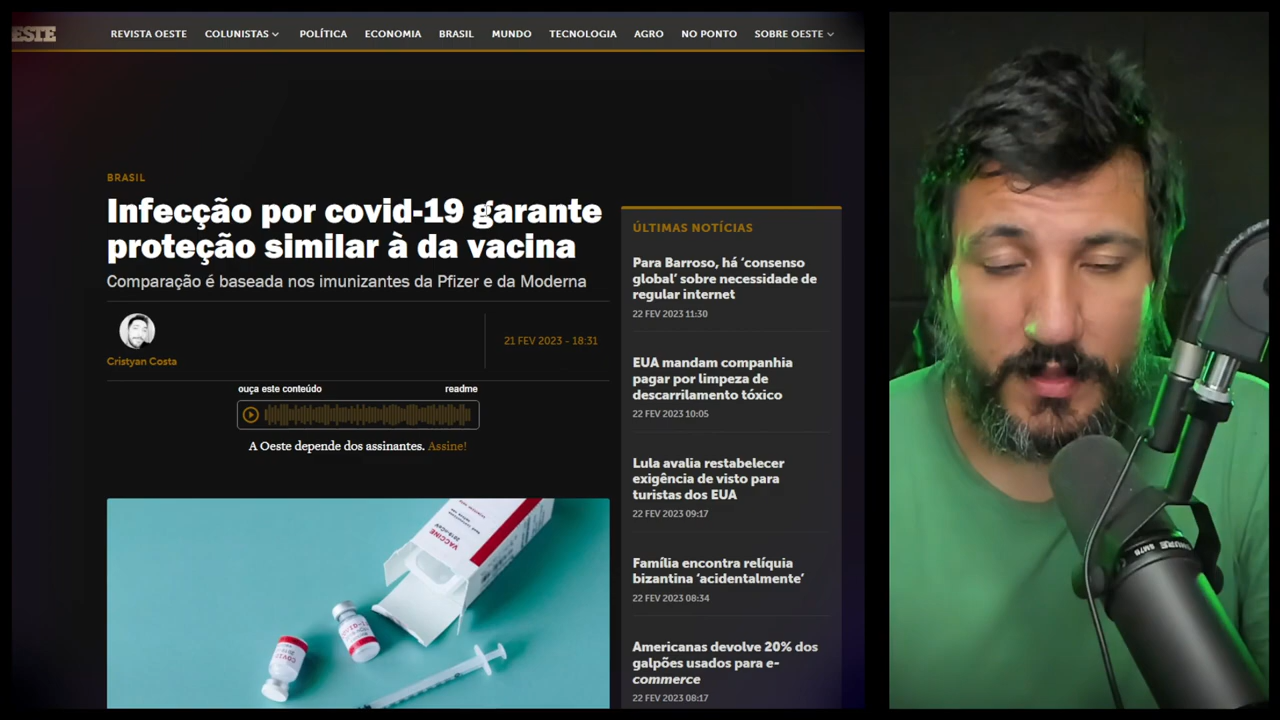 ESTE
REVISTA OESTE COLUNISTAS POLÍTICA ECONOMIA BRASIL MUNDO TECNOLOGIA AGRO NO PONTO SOBRE OESTE
BRASIL
Infecção por covid-19 garante
proteção similar à da vacina
Comparação é baseada nos imunizantes da Pfizer e da Moderna
Cristyan Costa
21 FEV 2023 - 18:31
ouça este conteúdo readme
A Oeste depende dos assinantes. Assine!
VACCINE
COVID-19
COVID
ÚLTIMAS NOTÍCIAS
Para Barroso, há ‘consenso
global’ sobre necessidade de
regular internet
22 FEV 2023 11:30
EUA mandam companhia
pagar por limpeza de
descarrilamento tóxico
22 FEV 2023 10:05
Lula avalia restabelecer
exigência de visto para
turistas dos EUA
22 FEV 2023 09:17
Família encontra relíquia
bizantina ‘acidentalmente’
22 FEV 2023 08:34
Americanas devolve 20% dos
galpões usados para e-
commerce
22 FEV 2023 08:17